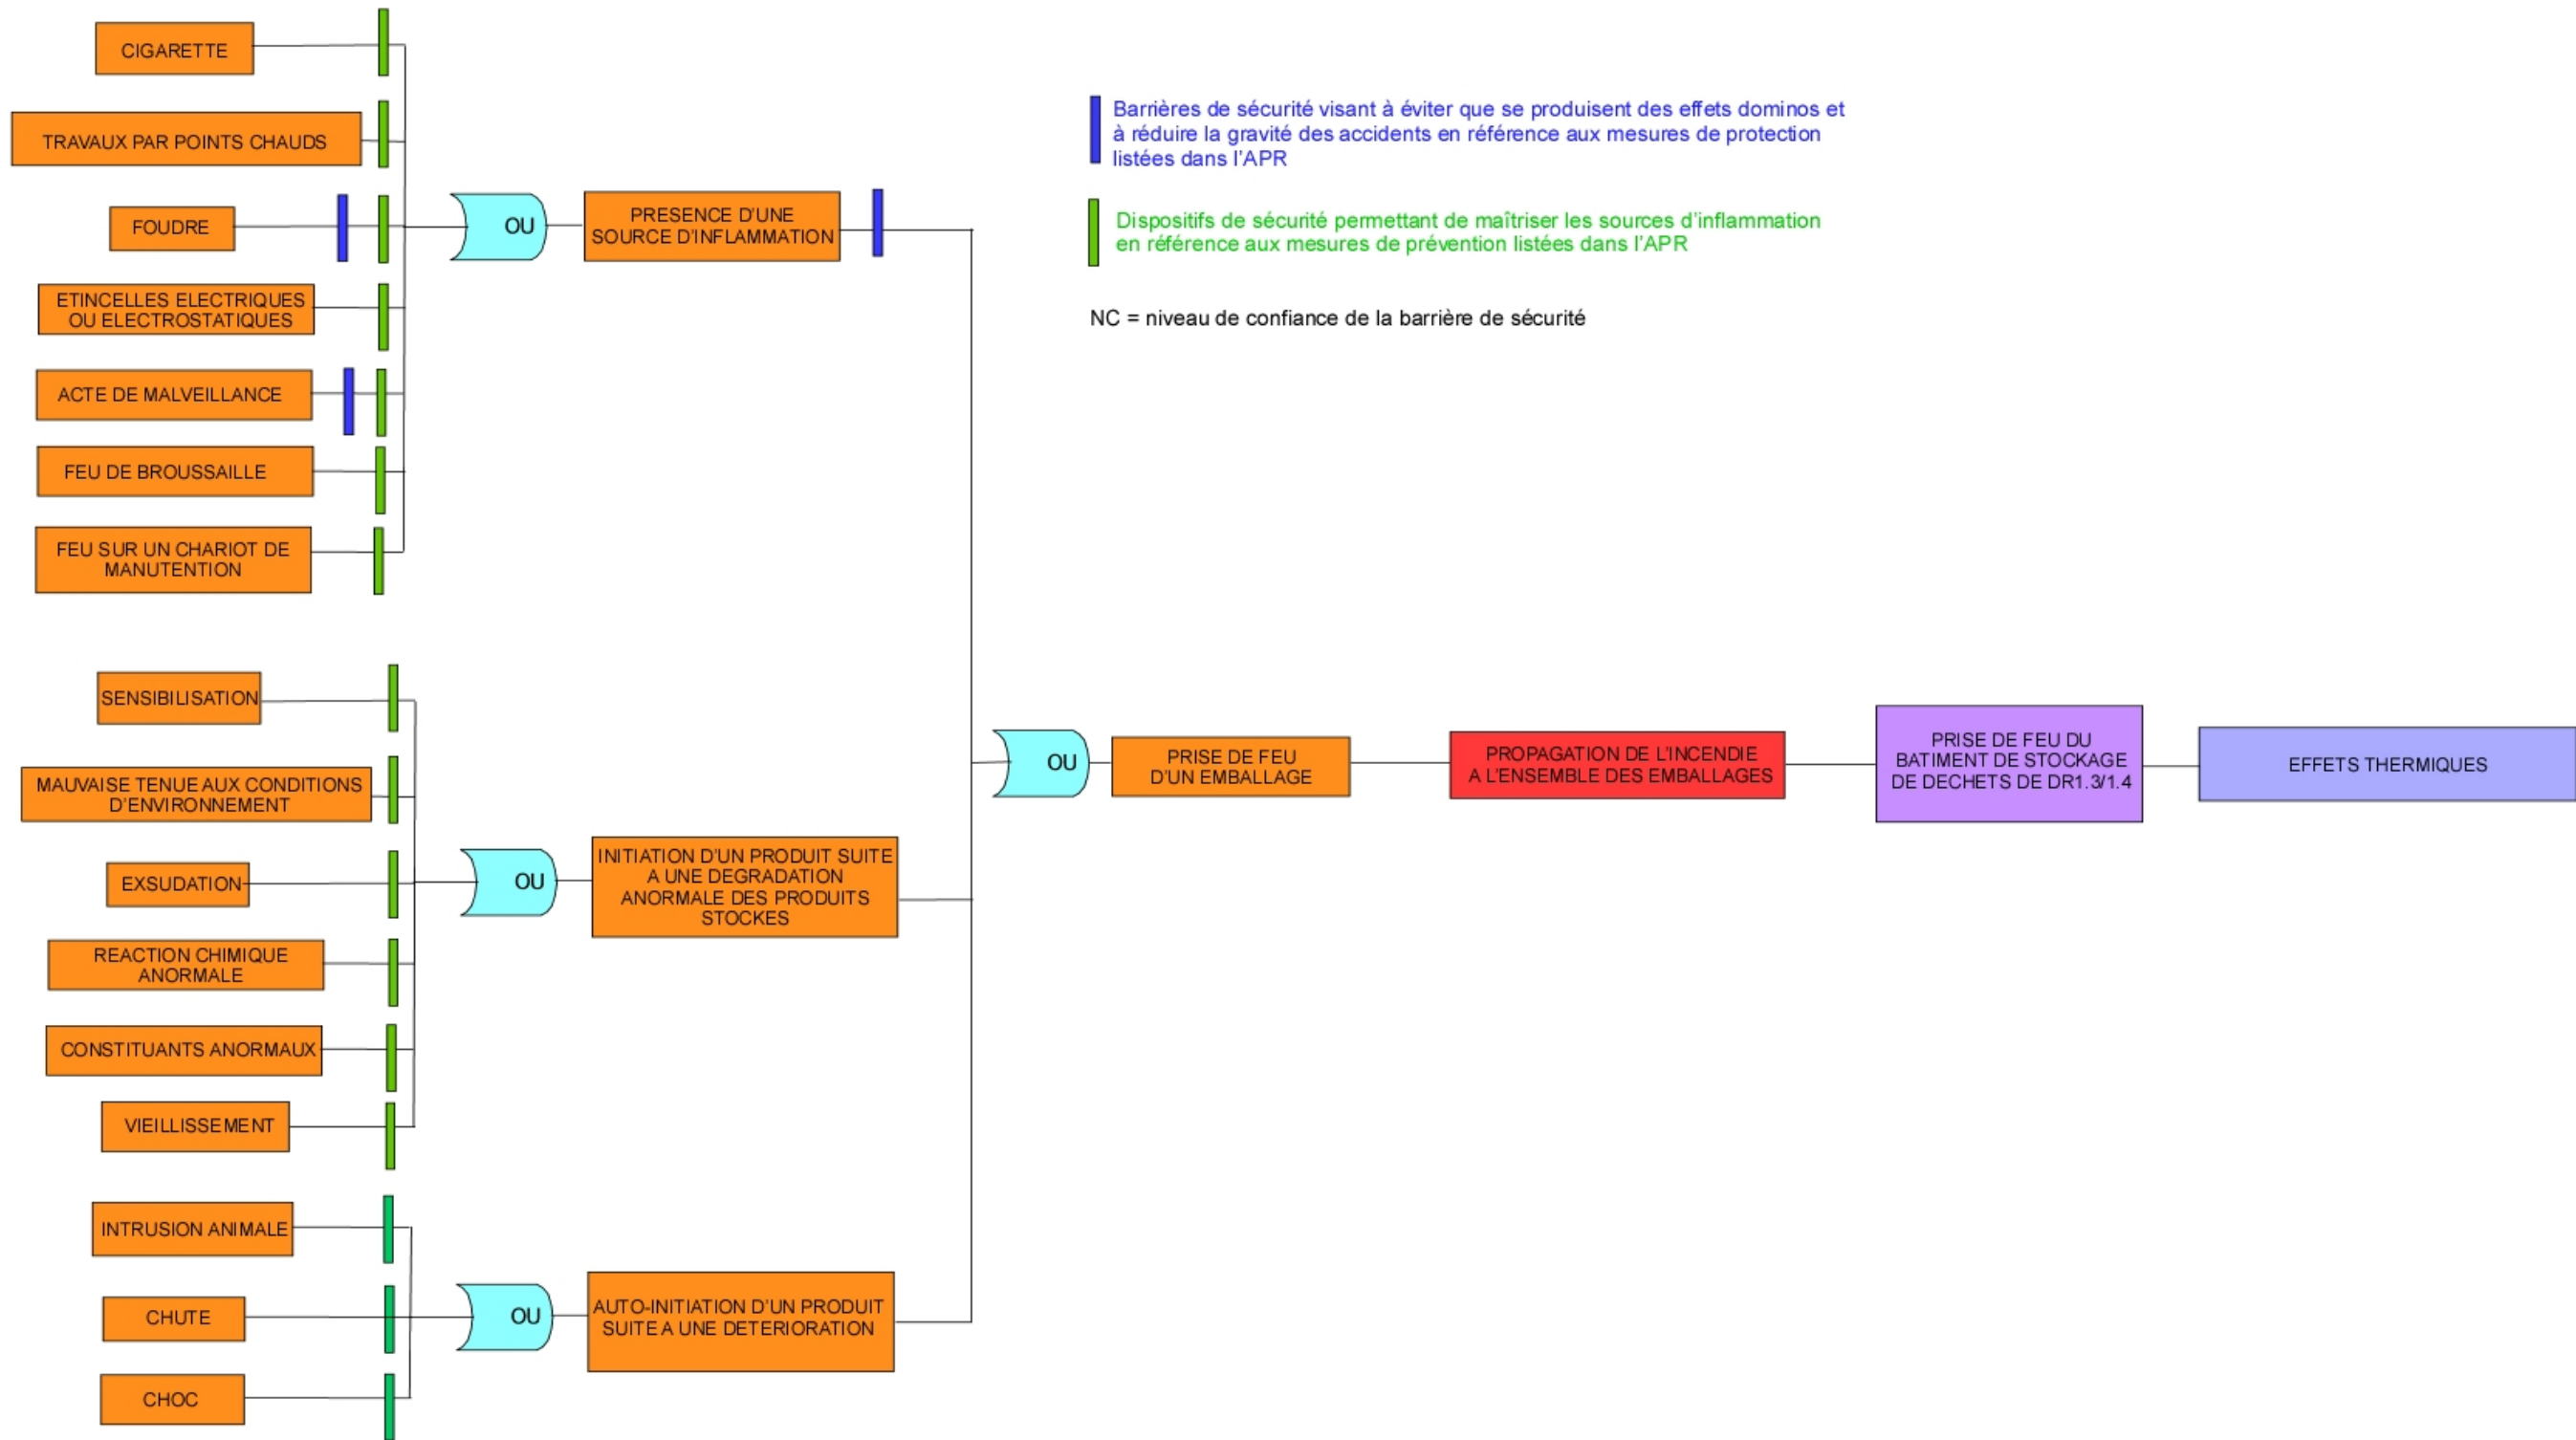 CIGARETTE
TRAVAUX PAR POINTS CHAUDS
FOUDRE
ETINCELLES ELECTRIQUES
OU ELECTROSTATIQUES
ACTE DE MALVEILLANCE
FEU DE BROUSSAILLE
FEU SUR UN CHARIOT DE
MANUTENTION
OU
PRESENCE D'UNE
SOURCE D'INFLAMMATION
Barrières de sécurité visant à éviter que se produisent des effets dominos et
à réduire la gravité des accidents en référence aux mesures de protection
listées dans l'APR
Dispositifs de sécurité permettant de maîtriser les sources d'inflammation
en référence aux mesures de prévention listées dans l'APR
NC = niveau de confiance de la barrière de sécurité
SENSIBILISATION
MAUVAISE TENUE AUX CONDITIONS
D'ENVIRONNEMENT
EXSUDATION
REACTION CHIMIQUE
ANORMALE
CONSTITUANTS ANORMAUX
VIEILLISSEMENT
OU
INITIATION D'UN PRODUIT SUITE
A UNE DEGRADATION
ANORMALE DES PRODUITS
STOCKES
INTRUSION ANIMALE
CHUTE
CHOC
OU
AUTO-INITIATION D'UN PRODUIT
SUITE A UNE DETERIORATION
OU
PRISE DE FEU
D'UN EMBALLAGE
PROPAGATION DE L'INCENDIE
A L'ENSEMBLE DES EMBALLAGES
PRISE DE FEU DU
BATIMENT DE STOCKAGE
DE DECHETS DE DR1.3/1.4
EFFETS THERMIQUES